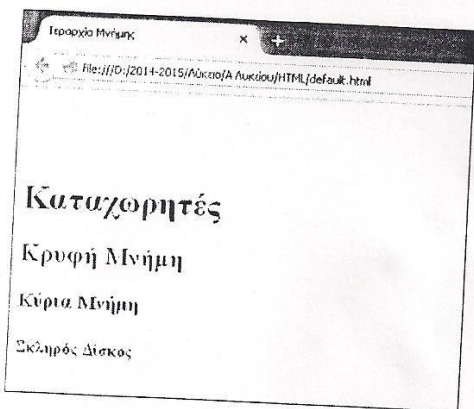 Ιεραρχία Μνήμης
file:///D:/2014-2015/Λύκειο/Α Λυκείου/HTML/default.html
Καταχωρητές
Κρυφή Μνήμη
Κύρια Μνήμη
Σκληρός Δίσκος